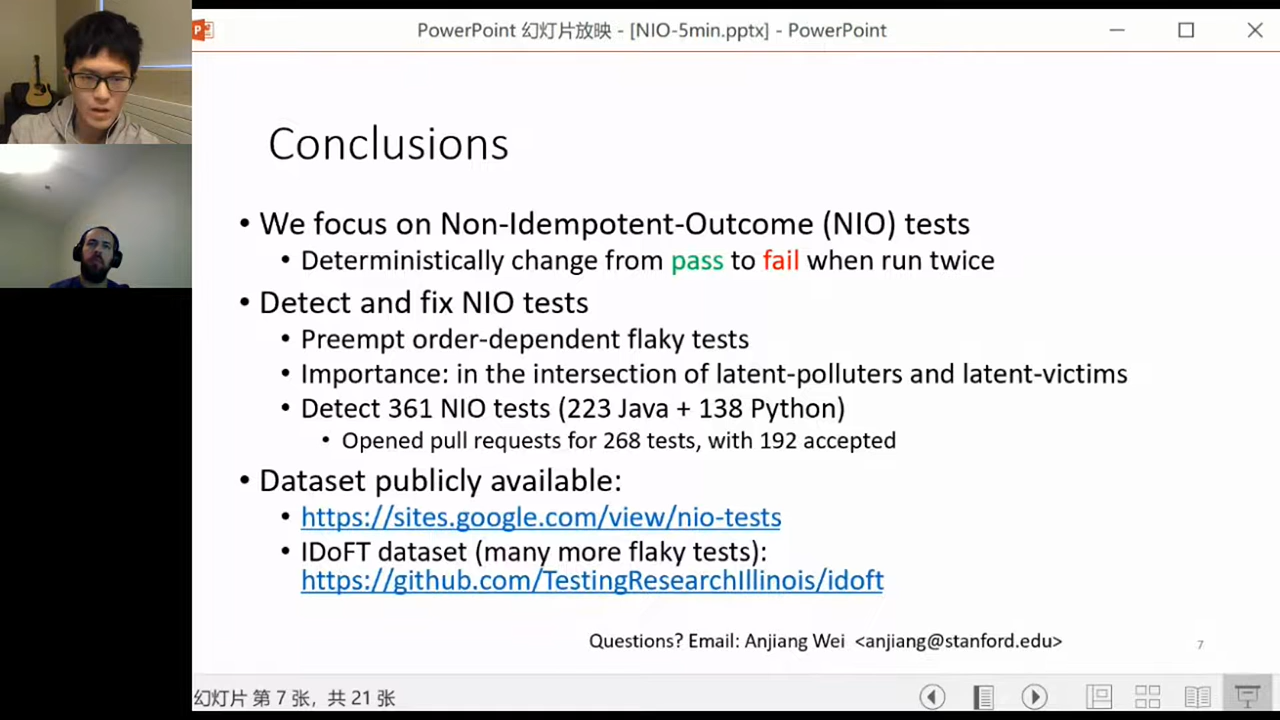 PowerPoint 幻灯片放映 - [NIO-5min.pptx] - PowerPoint
Conclusions
• We focus on Non-Idempotent-Outcome (NIO) tests
• Deterministically change from pass to fail when run twice
• Detect and fix NIO tests
• Preempt order-dependent flaky tests
• Importance: in the intersection of latent-polluters and latent-victims
• Detect 361 NIO tests (223 Java + 138 Python)
• Opened pull requests for 268 tests, with 192 accepted
• Dataset publicly available:
• https://sites.google.com/view/nio-tests
• IDoFT dataset (many more flaky tests):
https://github.com/TestingResearchIllinois/idoft
Questions? Email: Anjiang Wei <anjiang@stanford.edu>
7
幻灯片 第 7 张，共 21 张